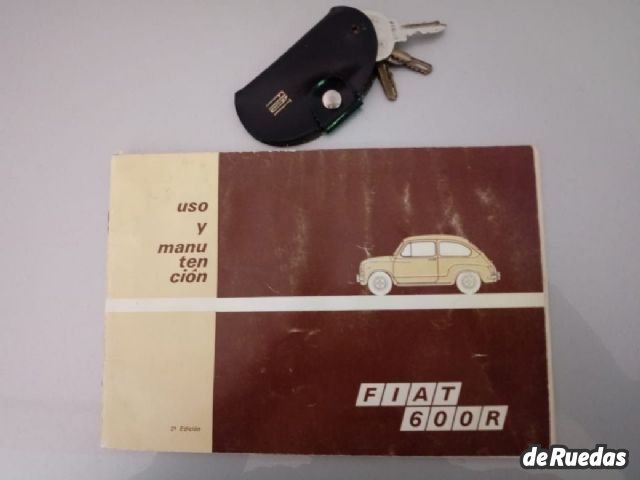 uso
y
manu
ten
ción
FIAT
600R
2ª Edición
deRuedas